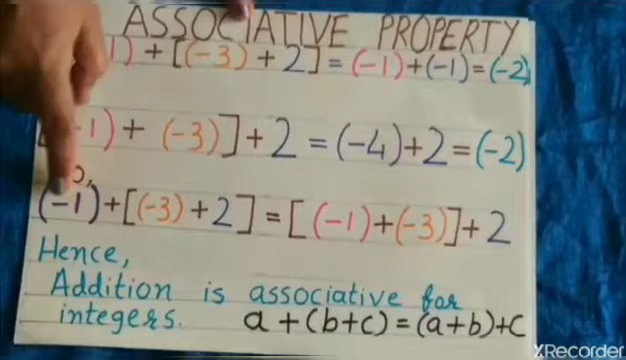 ASSOCIATIVE PROPERTY
1) + [(-3) + 2] = (-1) + (-1) = (-2)
-1) + (-3)] + 2 = (-4) + 2 = (-2)
(-1) + [(-3) + 2] = [(-1) + (-3)] + 2
Hence,
Addition is associative for
integers. a + (b+c) = (a+b)+c
XRecorder